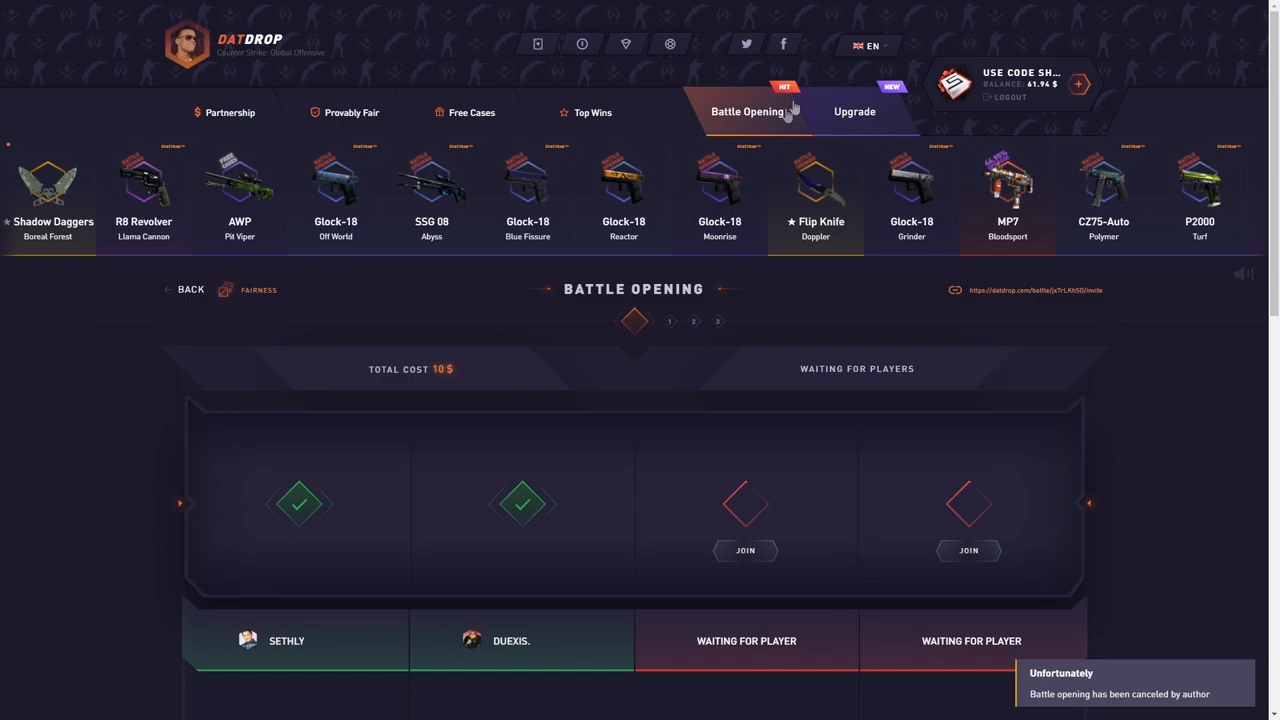 DATDROP
Counter Strike: Global Offensive
EN
USE CODE SH...
BALANCE: 61.94 $
LOGOUT
HIT
NEW
Partnership
Provably Fair
Free Cases
Top Wins
Battle Opening
Upgrade
★ Shadow Daggers
Boreal Forest
R8 Revolver
Llama Cannon
AWP
Pit Viper
Glock-18
Off World
SSG 08
Abyss
Glock-18
Blue Fissure
Glock-18
Reactor
Glock-18
Moonrise
★ Flip Knife
Doppler
Glock-18
Grinder
MP7
Bloodsport
CZ75-Auto
Polymer
P2000
Turf
← BACK
FAIRNESS
BATTLE OPENING
https://datdrop.com/battle/jx7rLKhSO/invite
1 2 3
TOTAL COST 10 $
WAITING FOR PLAYERS
JOIN
JOIN
SETHLY
DUEXIS.
WAITING FOR PLAYER
WAITING FOR PLAYER
Unfortunately
Battle opening has been canceled by author